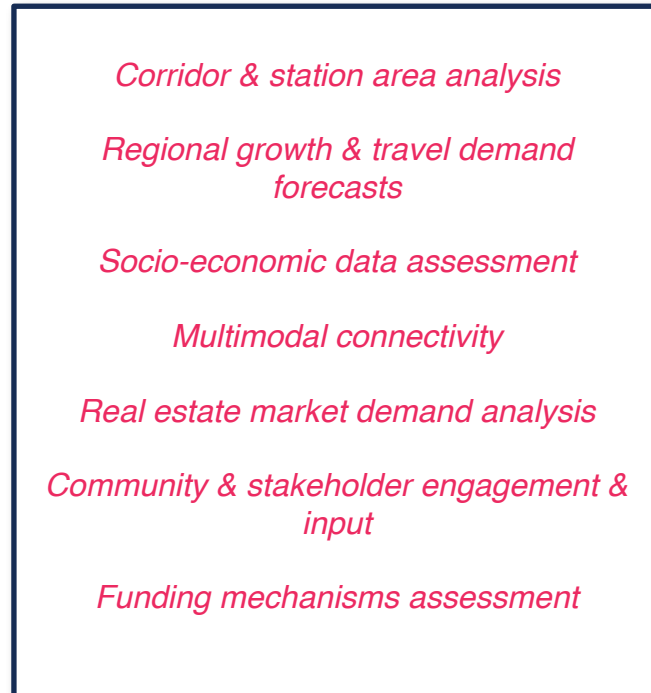 Corridor & station area analysis
Regional growth & travel demand
forecasts
Socio-economic data assessment
Multimodal connectivity
Real estate market demand analysis
Community & stakeholder engagement &
input
Funding mechanisms assessment